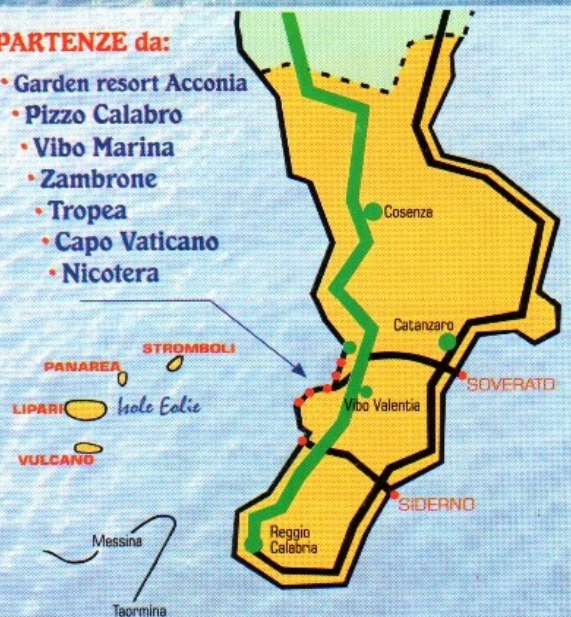 PARTENZE da:
• Garden resort Acconia
• Pizzo Calabro
• Vibo Marina
• Zambrone
• Tropea
• Capo Vaticano
• Nicotera
Cosenza
Catanzaro
STROMBOLI
PANAREA
SOVERATO
LIPARI
Isole Eolie
Vibo Valentia
VULCANO
SIDERNO
Messina
Reggio
Calabria
Taormina